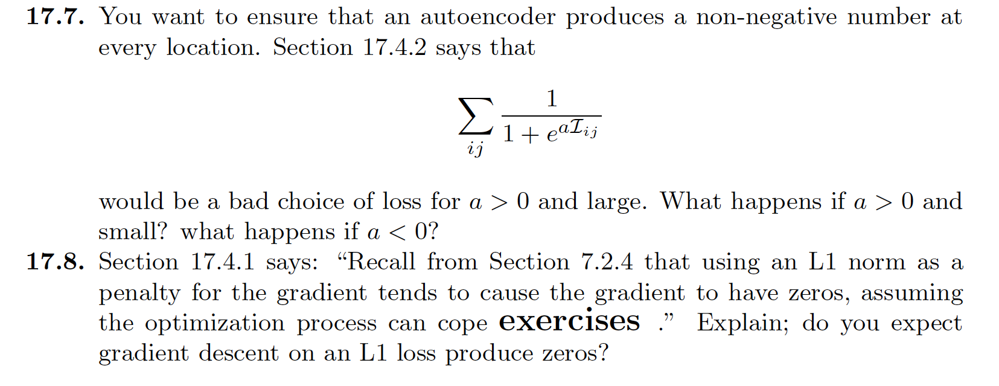 17.7. You want to ensure that an autoencoder produces a non-negative number at
every location. Section 17.4.2 says that
$$\sum_{ij} \frac{1}{1 + e^{a\mathcal{I}_{ij}}}$$
would be a bad choice of loss for a > 0 and large. What happens if a > 0 and
small? what happens if a < 0?
17.8. Section 17.4.1 says: “Recall from Section 7.2.4 that using an L1 norm as a
penalty for the gradient tends to cause the gradient to have zeros, assuming
the optimization process can cope exercises .” Explain; do you expect
gradient descent on an L1 loss produce zeros?